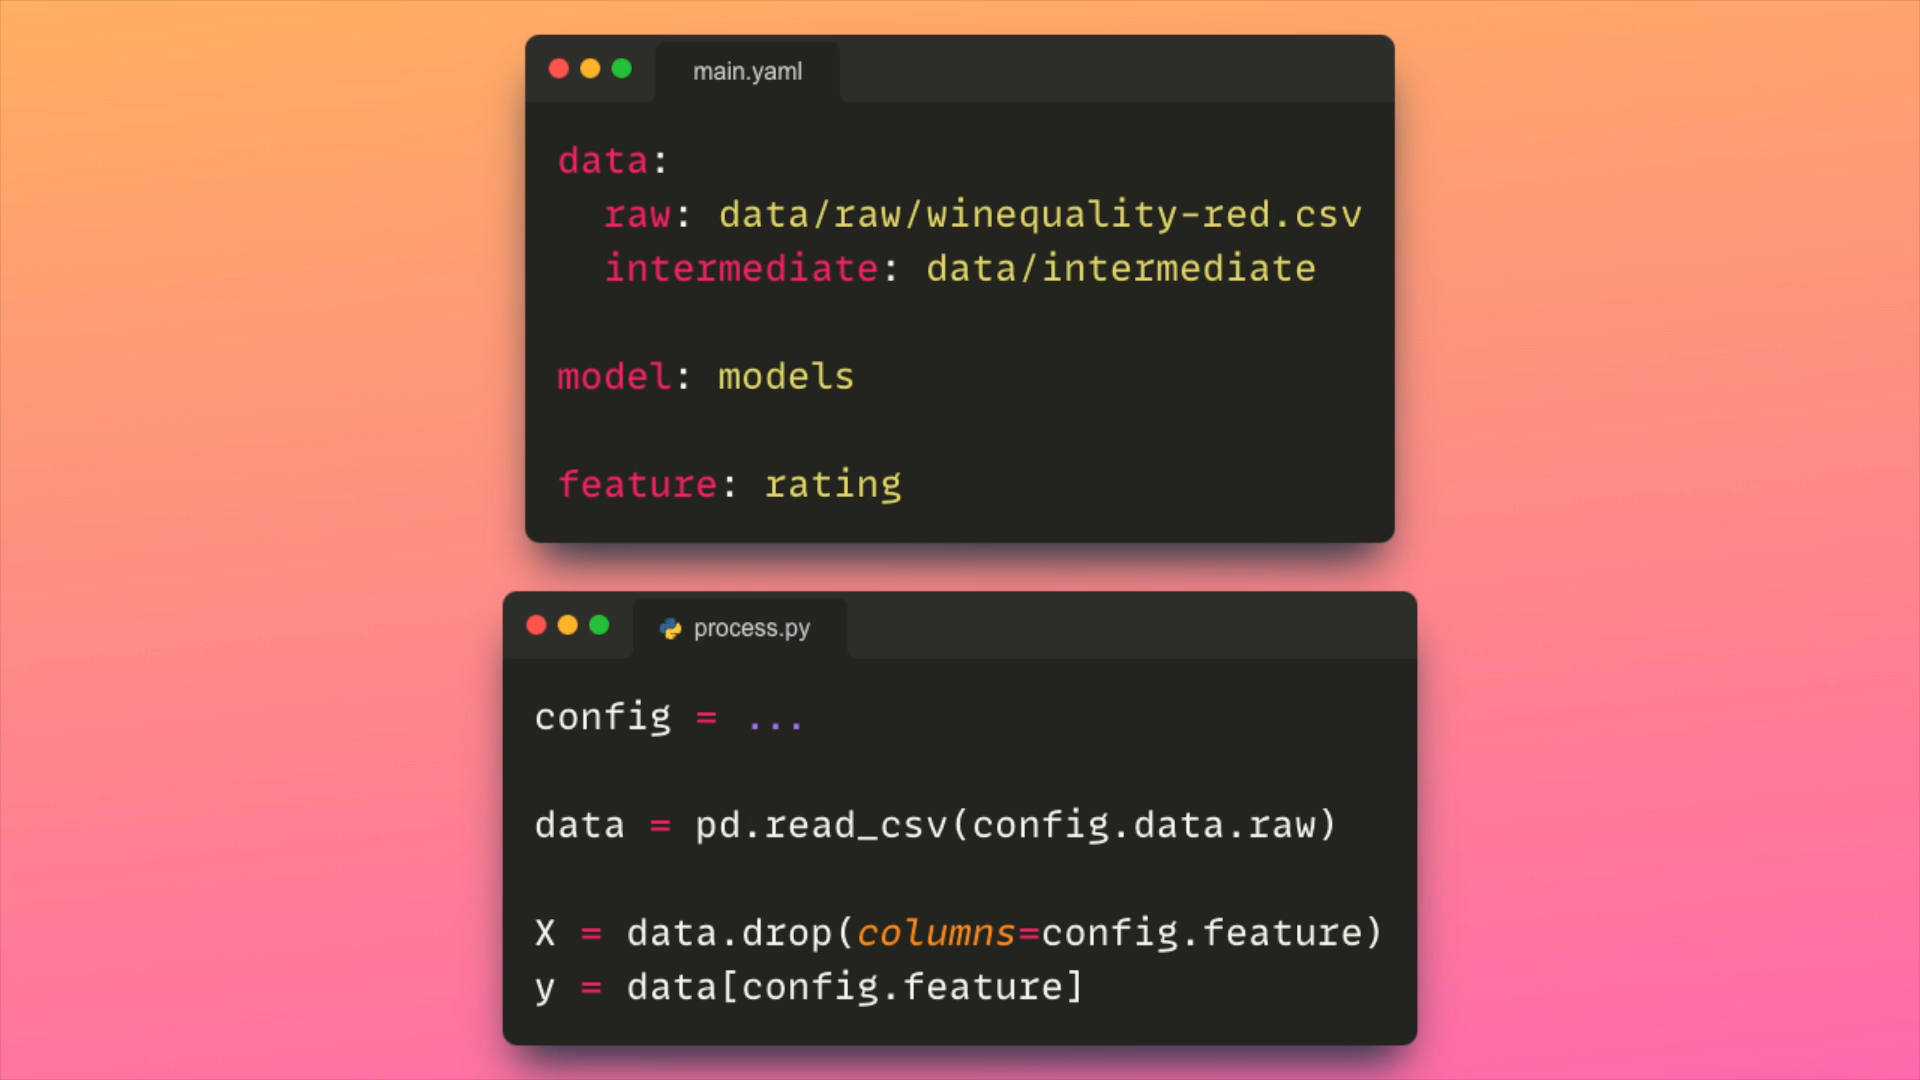 main.yaml
data:
  raw: data/raw/winequality-red.csv
  intermediate: data/intermediate
model: models
feature: rating
process.py
config = ...
data = pd.read_csv(config.data.raw)
X = data.drop(columns=config.feature)
y = data[config.feature]